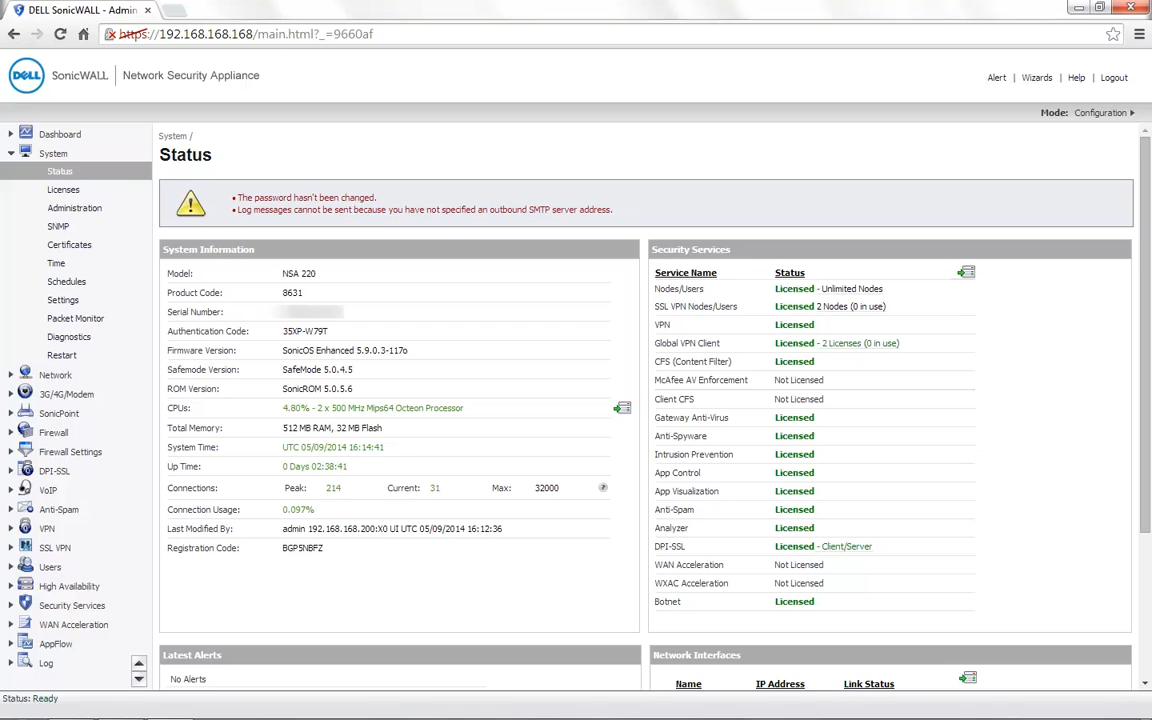 DELL SonicWALL - Admin
https://192.168.168.168/main.html?_=9660af
DELL SonicWALL | Network Security Appliance
Alert | Wizards | Help | Logout
Mode: Configuration
Dashboard
System
Status
Licenses
Administration
SNMP
Certificates
Time
Schedules
Settings
Packet Monitor
Diagnostics
Restart
Network
3G/4G/Modem
SonicPoint
Firewall
Firewall Settings
DPI-SSL
VoIP
Anti-Spam
VPN
SSL VPN
Users
High Availability
Security Services
WAN Acceleration
AppFlow
Log
System /
Status
The password hasn't been changed.
Log messages cannot be sent because you have not specified an outbound SMTP server address.
System Information
Model: NSA 220
Product Code: 8631
Serial Number:
Authentication Code: 35XP-W79T
Firmware Version: SonicOS Enhanced 5.9.0.3-117o
Safemode Version: SafeMode 5.0.4.5
ROM Version: SonicROM 5.0.5.6
CPUs: 4.80% - 2 x 500 MHz Mips64 Octeon Processor
Total Memory: 512 MB RAM, 32 MB Flash
System Time: UTC 05/09/2014 16:14:41
Up Time: 0 Days 02:38:41
Connections: Peak: 214 Current: 31 Max: 32000
Connection Usage: 0.097%
Last Modified By: admin 192.168.168.200:X0 UI UTC 05/09/2014 16:12:36
Registration Code: BGP5NBFZ
Security Services
Service Name Status
Nodes/Users Licensed - Unlimited Nodes
SSL VPN Nodes/Users Licensed 2 Nodes (0 in use)
VPN Licensed
Global VPN Client Licensed - 2 Licenses (0 in use)
CFS (Content Filter) Licensed
McAfee AV Enforcement Not Licensed
Client CFS Not Licensed
Gateway Anti-Virus Licensed
Anti-Spyware Licensed
Intrusion Prevention Licensed
App Control Licensed
App Visualization Licensed
Anti-Spam Licensed
Analyzer Licensed
DPI-SSL Licensed - Client/Server
WAN Acceleration Not Licensed
WXAC Acceleration Not Licensed
Botnet Licensed
Latest Alerts
No Alerts
Network Interfaces
Name IP Address Link Status
Status: Ready